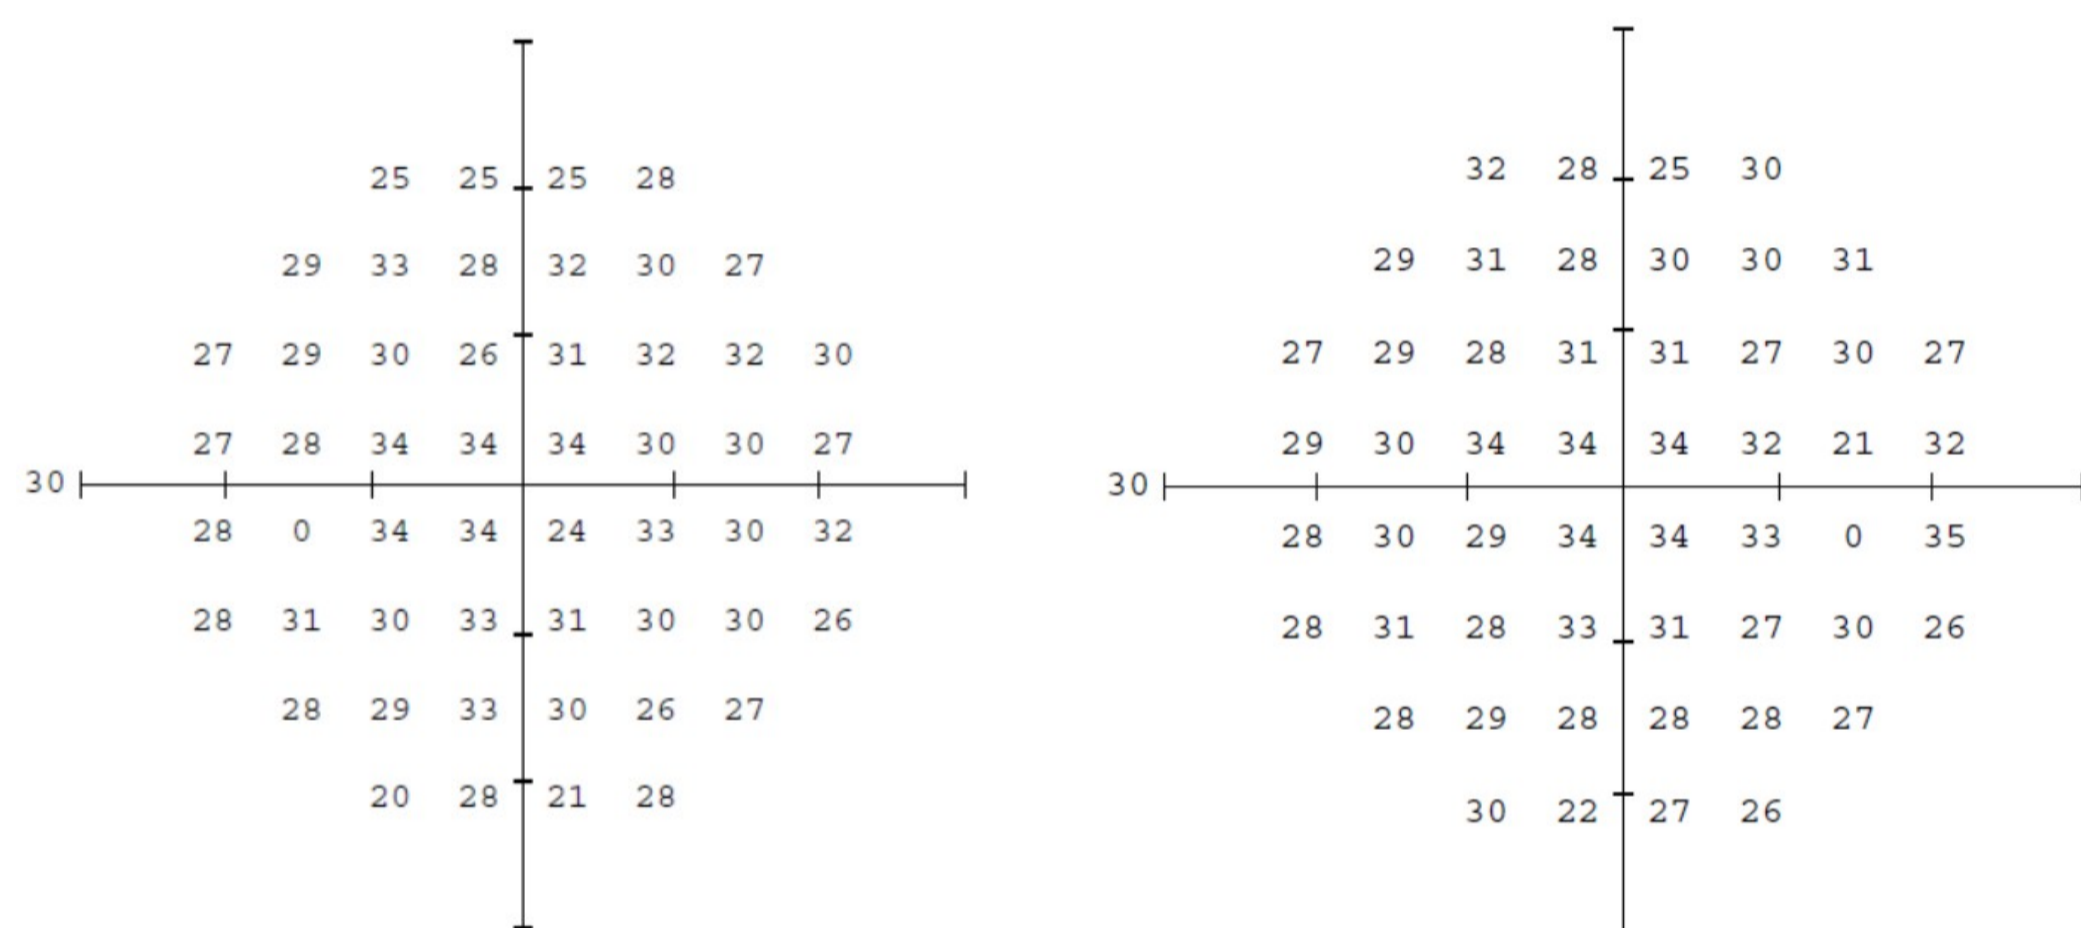 25 25 25 28
29 33 28 32 30 27
27 29 30 26 31 32 32 30
27 28 34 34 34 30 30 27
30
28 0 34 34 24 33 30 32
28 31 30 33 31 30 30 26
28 29 33 30 26 27
20 28 21 28
32 28 25 30
29 31 28 30 30 31
27 29 28 31 31 27 30 27
29 30 34 34 34 32 21 32
30
28 30 29 34 34 33 0 35
28 31 28 33 31 27 30 26
28 29 28 28 28 27
30 22 27 26